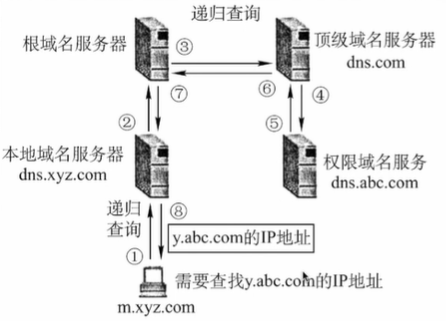 递归查询
根域名服务器
③
顶级域名服务器
dns.com
⑦
⑥
④
②
⑤
本地域名服务器
dns.xyz.com
权限域名服务
dns.abc.com
递归
查询
⑧
y.abc.com的IP地址
①
需要查找y.abc.com的IP地址
m.xyz.com